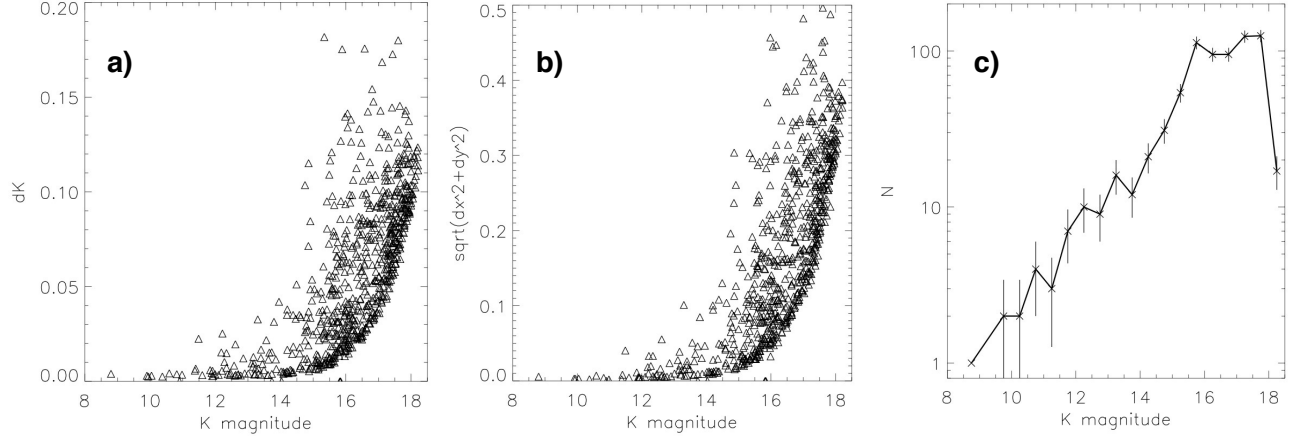 a)
0.20
0.15
0.10
0.05
0.00
dK
8 10 12 14 16 18
K magnitude
b)
0.5
0.4
0.3
0.2
0.1
0.0
sqrt(dx^2+dy^2)
8 10 12 14 16 18
K magnitude
c)
100
10
1
N
8 10 12 14 16 18
K magnitude